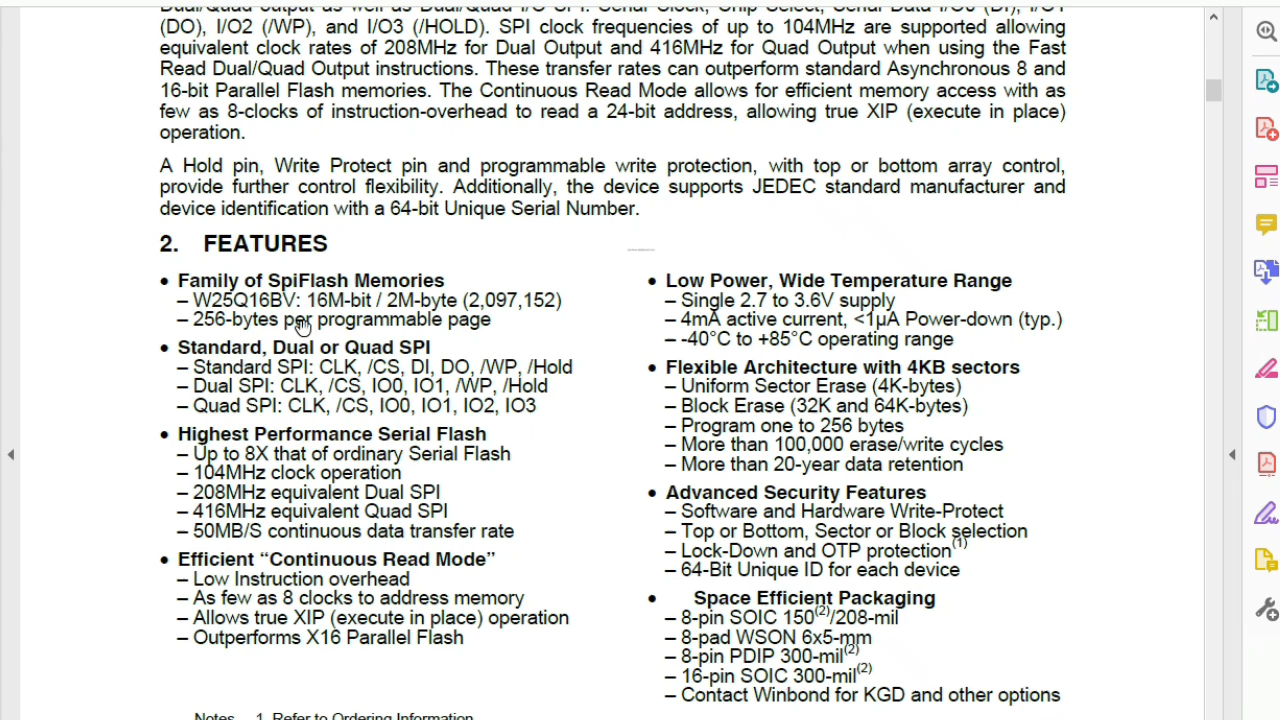 Dual/Quad output as well as Dual/Quad I/O SPI: Serial Clock, Chip Select, Serial Data I/O0 (DI), I/O1
(DO), I/O2 (/WP), and I/O3 (/HOLD). SPI clock frequencies of up to 104MHz are supported allowing
equivalent clock rates of 208MHz for Dual Output and 416MHz for Quad Output when using the Fast
Read Dual/Quad Output instructions. These transfer rates can outperform standard Asynchronous 8 and
16-bit Parallel Flash memories. The Continuous Read Mode allows for efficient memory access with as
few as 8-clocks of instruction-overhead to read a 24-bit address, allowing true XIP (execute in place)
operation.
A Hold pin, Write Protect pin and programmable write protection, with top or bottom array control,
provide further control flexibility. Additionally, the device supports JEDEC standard manufacturer and
device identification with a 64-bit Unique Serial Number.
2. FEATURES
• Family of SpiFlash Memories
– W25Q16BV: 16M-bit / 2M-byte (2,097,152)
– 256-bytes per programmable page
• Standard, Dual or Quad SPI
– Standard SPI: CLK, /CS, DI, DO, /WP, /Hold
– Dual SPI: CLK, /CS, IO0, IO1, /WP, /Hold
– Quad SPI: CLK, /CS, IO0, IO1, IO2, IO3
• Highest Performance Serial Flash
– Up to 8X that of ordinary Serial Flash
– 104MHz clock operation
– 208MHz equivalent Dual SPI
– 416MHz equivalent Quad SPI
– 50MB/S continuous data transfer rate
• Efficient “Continuous Read Mode”
– Low Instruction overhead
– As few as 8 clocks to address memory
– Allows true XIP (execute in place) operation
– Outperforms X16 Parallel Flash
• Low Power, Wide Temperature Range
– Single 2.7 to 3.6V supply
– 4mA active current, <1µA Power-down (typ.)
– -40°C to +85°C operating range
• Flexible Architecture with 4KB sectors
– Uniform Sector Erase (4K-bytes)
– Block Erase (32K and 64K-bytes)
– Program one to 256 bytes
– More than 100,000 erase/write cycles
– More than 20-year data retention
• Advanced Security Features
– Software and Hardware Write-Protect
– Top or Bottom, Sector or Block selection
– Lock-Down and OTP protection(1)
– 64-Bit Unique ID for each device
• Space Efficient Packaging
– 8-pin SOIC 150(2)/208-mil
– 8-pad WSON 6x5-mm
– 8-pin PDIP 300-mil(2)
– 16-pin SOIC 300-mil(2)
– Contact Winbond for KGD and other options
Notes 1. Refer to Ordering Information